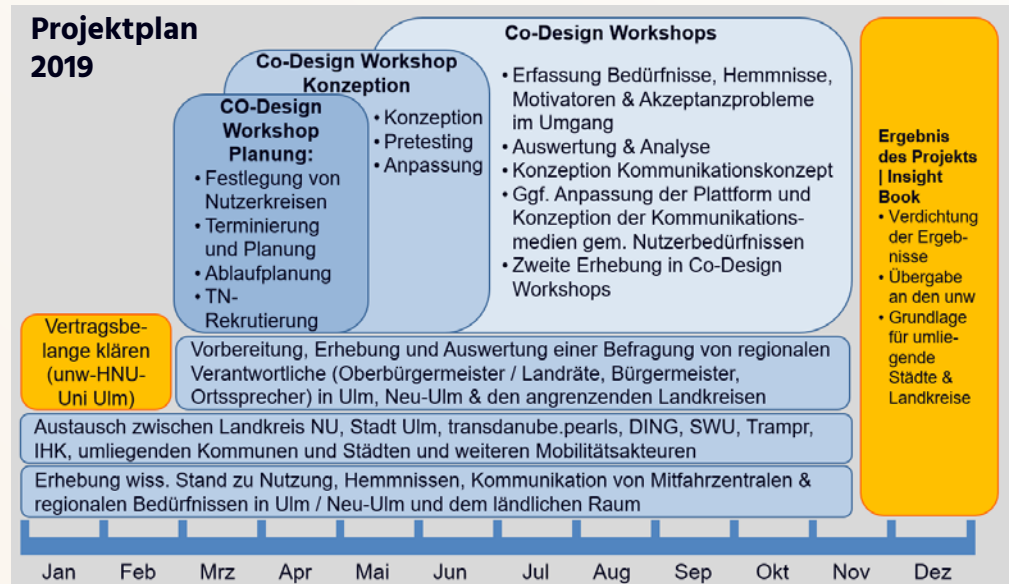 Projektplan
2019
Co-Design Workshops
• Erfassung Bedürfnisse, Hemmnisse,
Motivatoren & Akzeptanzprobleme
im Umgang
• Auswertung & Analyse
• Konzeption Kommunikationskonzept
• Ggf. Anpassung der Plattform und
Konzeption der Kommunikations-
medien gem. Nutzerbedürfnissen
• Zweite Erhebung in Co-Design
Workshops
Co-Design Workshop
Konzeption
• Konzeption
• Pretesting
• Anpassung
CO-Design
Workshop
Planung:
• Festlegung von
Nutzerkreisen
• Terminierung
und Planung
• Ablaufplanung
• TN-
Rekrutierung
Ergebnis
des Projekts
| Insight
Book
• Verdichtung
der Ergeb-
nisse
• Übergabe
an den unw
• Grundlage
für umlie-
gende
Städte &
Landkreise
Vertragsbe-
lange klären
(unw-HNU-
Uni Ulm)
Vorbereitung, Erhebung und Auswertung einer Befragung von regionalen
Verantwortliche (Oberbürgermeister / Landräte, Bürgermeister,
Ortssprecher) in Ulm, Neu-Ulm & den angrenzenden Landkreisen
Austausch zwischen Landkreis NU, Stadt Ulm, transdanube.pearls, DING, SWU, Trampr,
IHK, umliegenden Kommunen und Städten und weiteren Mobilitätsakteuren
Erhebung wiss. Stand zu Nutzung, Hemmnissen, Kommunikation von Mitfahrzentralen &
regionalen Bedürfnissen in Ulm / Neu-Ulm und dem ländlichen Raum
Jan Feb Mrz Apr Mai Jun Jul Aug Sep Okt Nov Dez